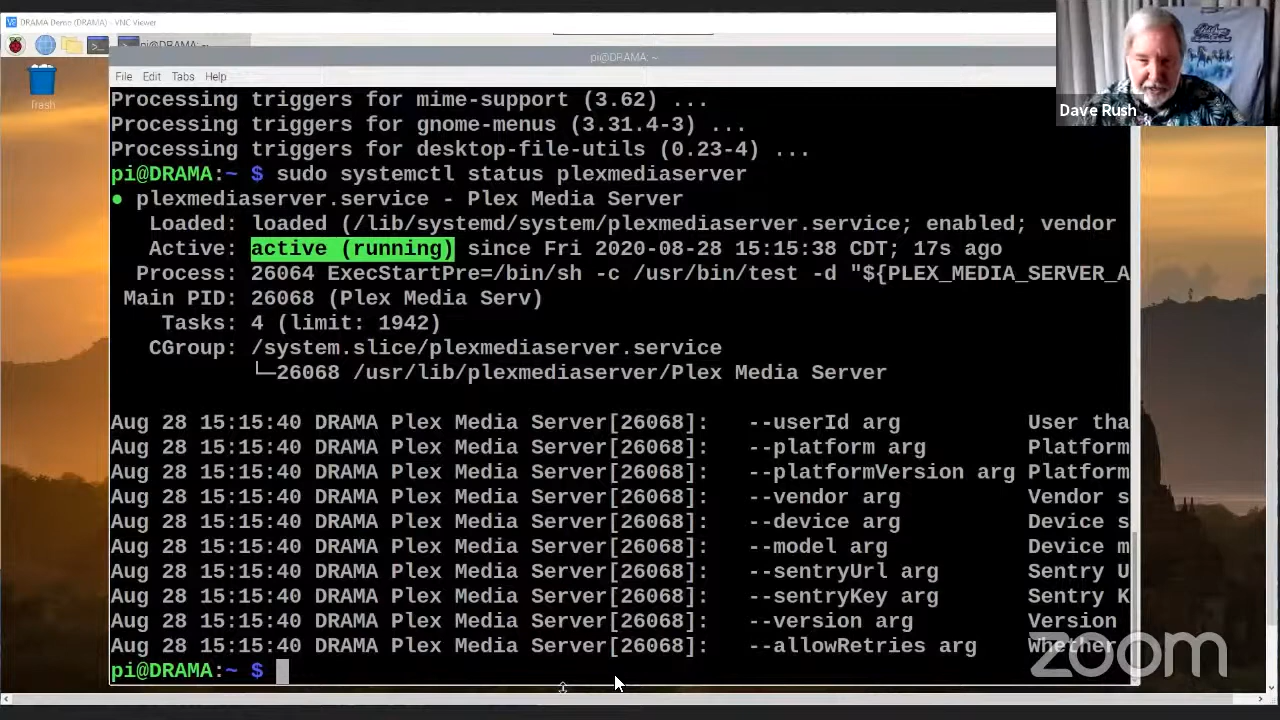 DRAMA Demo (DRAMA) - VNC Viewer
pi@DRAMA: ~
pi@DRAMA: ~
File Edit Tabs Help
Dave Rush
Trash
Processing triggers for mime-support (3.62) ...
Processing triggers for gnome-menus (3.31.4-3) ...
Processing triggers for desktop-file-utils (0.23-4) ...
pi@DRAMA:~ $ sudo systemctl status plexmediaserver
● plexmediaserver.service - Plex Media Server
Loaded: loaded (/lib/systemd/system/plexmediaserver.service; enabled; vendor
Active: active (running) since Fri 2020-08-28 15:15:38 CDT; 17s ago
Process: 26064 ExecStartPre=/bin/sh -c /usr/bin/test -d "${PLEX_MEDIA_SERVER_A
Main PID: 26068 (Plex Media Serv)
Tasks: 4 (limit: 1942)
CGroup: /system.slice/plexmediaserver.service
└─26068 /usr/lib/plexmediaserver/Plex Media Server
Aug 28 15:15:40 DRAMA Plex Media Server[26068]: --userId arg User tha
Aug 28 15:15:40 DRAMA Plex Media Server[26068]: --platform arg Platform
Aug 28 15:15:40 DRAMA Plex Media Server[26068]: --platformVersion arg Platform
Aug 28 15:15:40 DRAMA Plex Media Server[26068]: --vendor arg Vendor s
Aug 28 15:15:40 DRAMA Plex Media Server[26068]: --device arg Device s
Aug 28 15:15:40 DRAMA Plex Media Server[26068]: --model arg Device m
Aug 28 15:15:40 DRAMA Plex Media Server[26068]: --sentryUrl arg Sentry U
Aug 28 15:15:40 DRAMA Plex Media Server[26068]: --sentryKey arg Sentry K
Aug 28 15:15:40 DRAMA Plex Media Server[26068]: --version arg Version
Aug 28 15:15:40 DRAMA Plex Media Server[26068]: --allowRetries arg Whether
pi@DRAMA:~ $
zoom